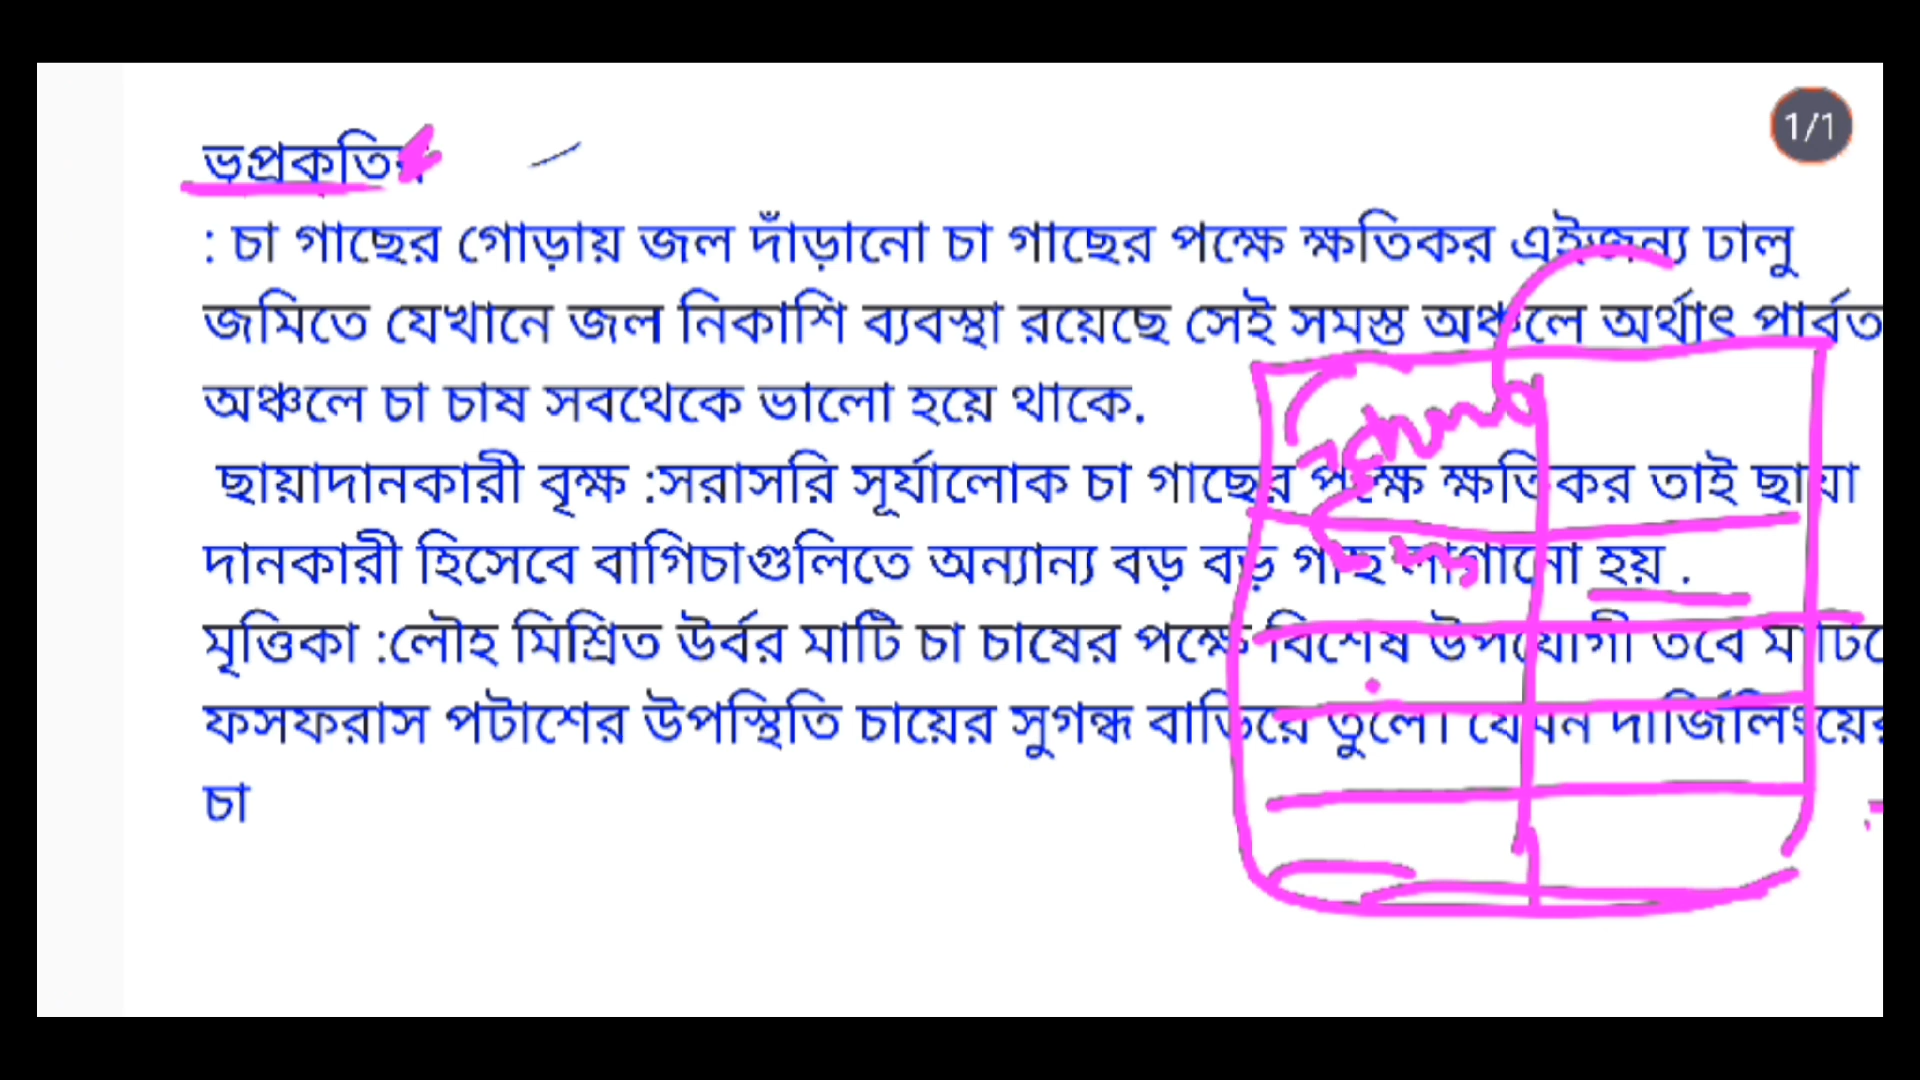 1/1
ভূপ্রকৃতির
: চা গাছের গোড়ায় জল দাঁড়ানো চা গাছের পক্ষে ক্ষতিকর এইজন্য ঢালু
জমিতে যেখানে জল নিকাশি ব্যবস্থা রয়েছে সেই সমস্ত অঞ্চলে অর্থাৎ পার্বত
অঞ্চলে চা চাষ সবথেকে ভালো হয়ে থাকে.
ছায়াদানকারী বৃক্ষ :সরাসরি সূর্যালোক চা গাছের পক্ষে ক্ষতিকর তাই ছায়া
দানকারী হিসেবে বাগিচাগুলিতে অন্যান্য বড় বড় গাছ লাগানো হয় .
মৃত্তিকা :লৌহ মিশ্রিত উর্বর মাটি চা চাষের পক্ষে বিশেষ উপযোগী তবে মাটিতে
ফসফরাস পটাশের উপস্থিতি চায়ের সুগন্ধ বাড়িয়ে তুলে। যেমন দার্জিলিংয়ের
চা